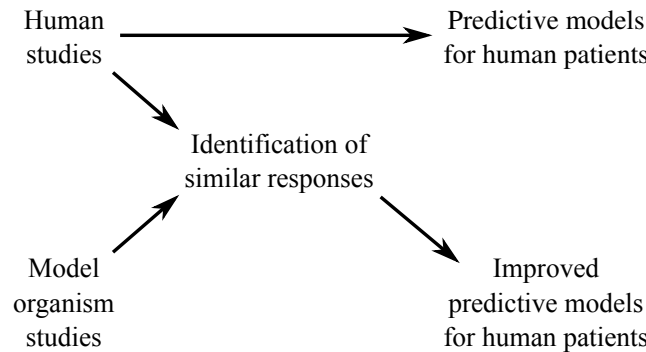 Human
studies
Predictive models
for human patients
Identification of
similar responses
Model
organism
studies
Improved
predictive models
for human patients